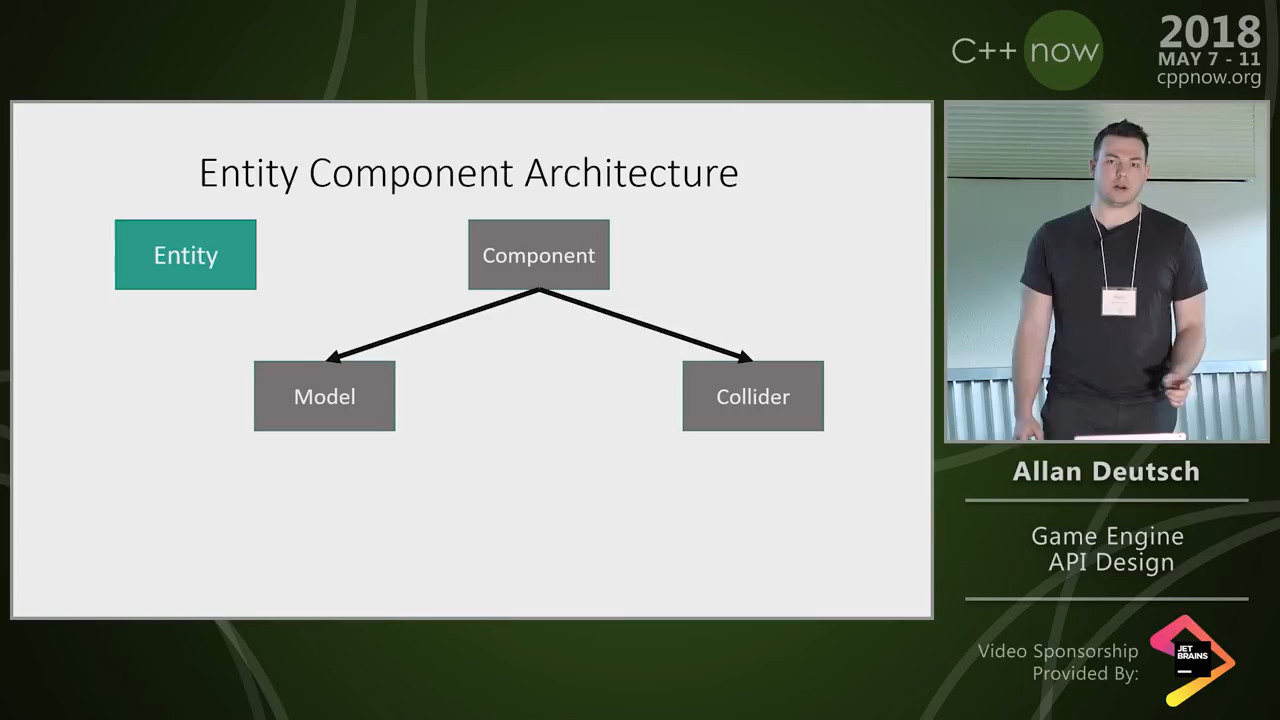 C++ now
2018
MAY 7 - 11
cppnow.org
Entity Component Architecture
Entity
Component
Model
Collider
Allan Deutsch
Game Engine
API Design
Video Sponsorship
Provided By:
JET
BRAINS